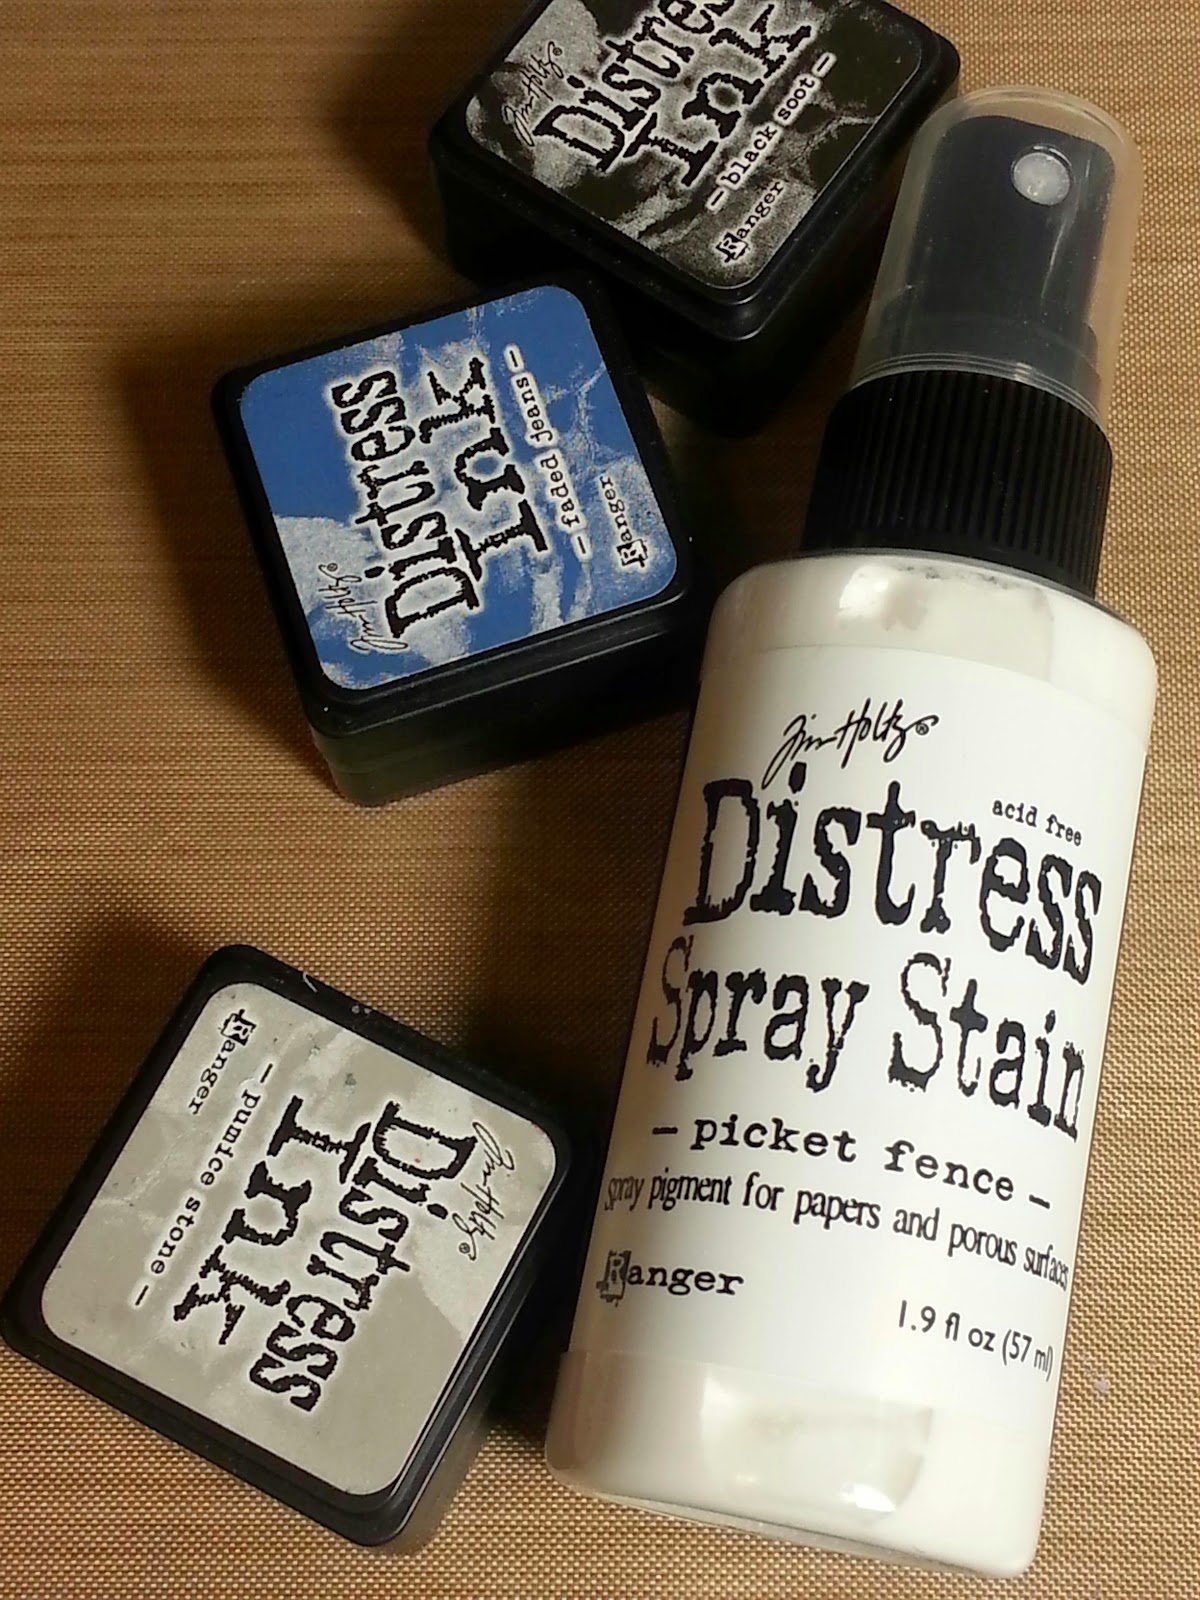 Tim Holtz®
Distress
Ink
– black soot –
Ranger
Tim Holtz®
Distress
Ink
– faded jeans –
Ranger
Tim Holtz®
acid free
Distress
Spray Stain
– picket fence –
spray pigment for papers and porous surfaces
Ranger
1.9 fl oz (57 ml)
Tim Holtz®
Distress
Ink
– pumice stone –
Ranger